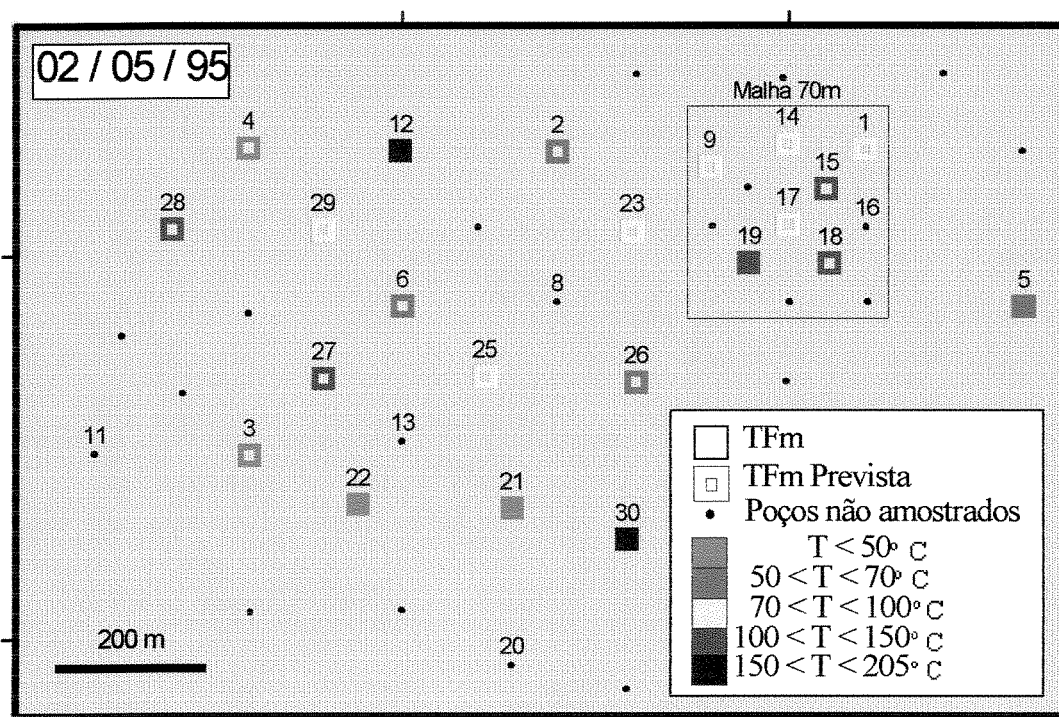 02 / 05 / 95
Malha 70m
4
12
2
9
14
1
15
28
29
23
17
16
19
18
6
8
5
27
25
26
11
3
13
22
21
30
20
200 m
TFm
TFm Prevista
Poços não amostrados
T < 50° C
50 < T < 70° C
70 < T < 100° C
100 < T < 150° C
150 < T < 205° C